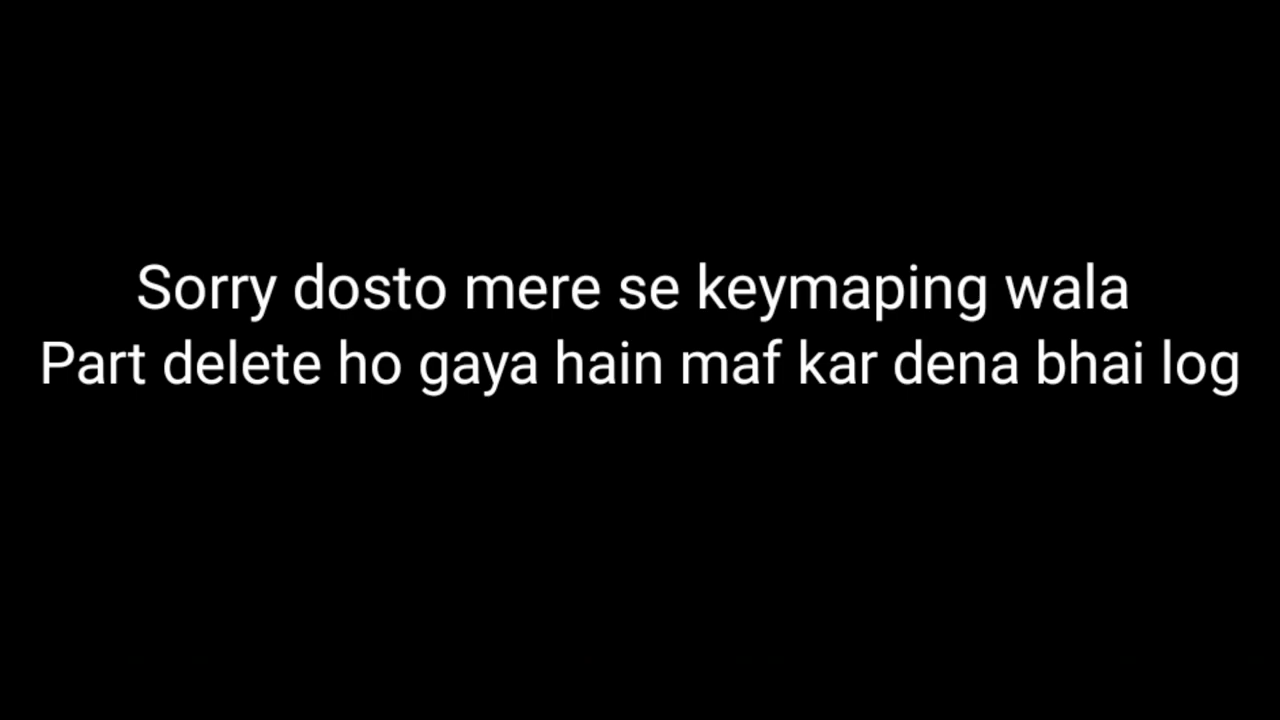 Sorry dosto mere se keymaping wala
Part delete ho gaya hain maf kar dena bhai log